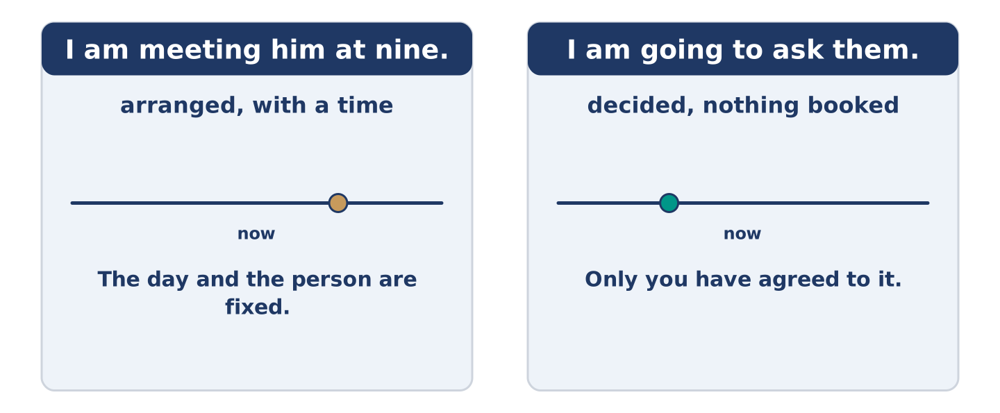 I am meeting him at nine.
arranged, with a time
now
The day and the person are
fixed.
I am going to ask them.
decided, nothing booked
now
Only you have agreed to it.